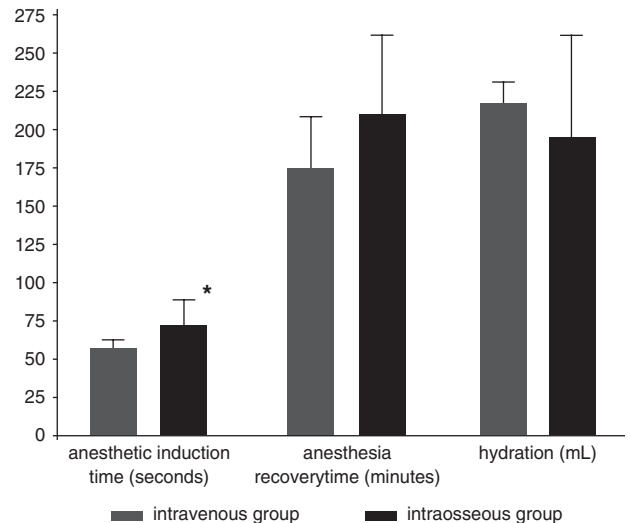 275
250
225
200
175
150
125
100
75
50
25
0
*
anesthetic induction
time (seconds)
anesthesia
recoverytime (minutes)
hydration (mL)
intravenous group
intraosseous group